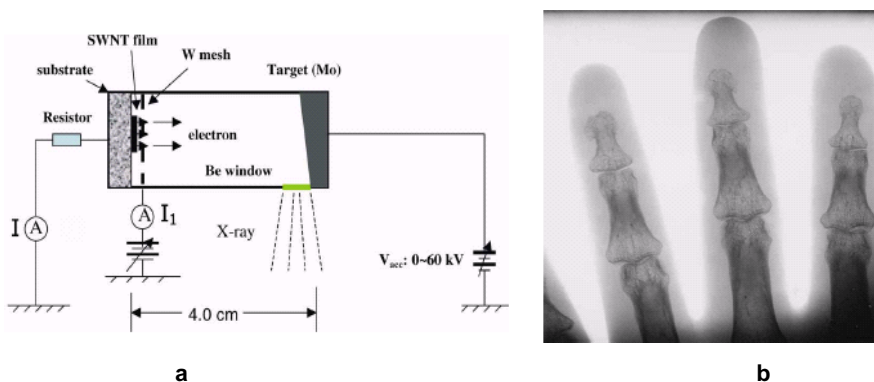 SWNT film
W mesh
substrate
Target (Mo)
Resistor
electron
Be window
I
A
A
I₁
X-ray
Vacc: 0~60 kV
4.0 cm
a
b